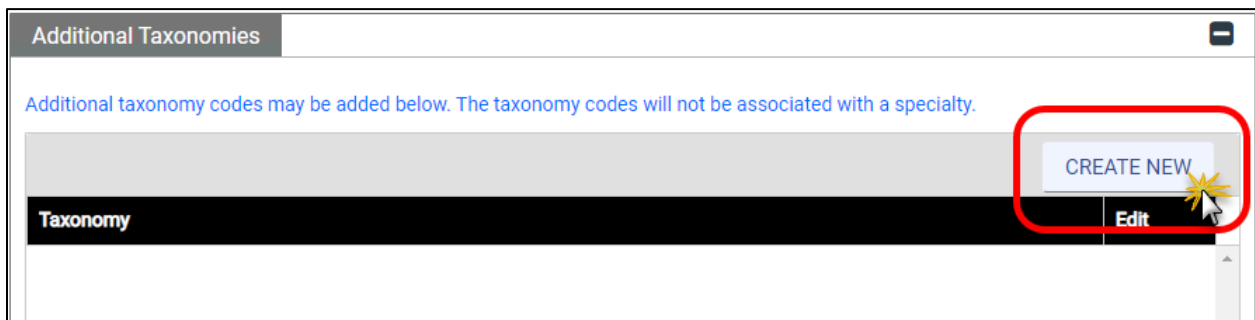 Additional Taxonomies
Additional taxonomy codes may be added below. The taxonomy codes will not be associated with a specialty.
CREATE NEW
Taxonomy Edit